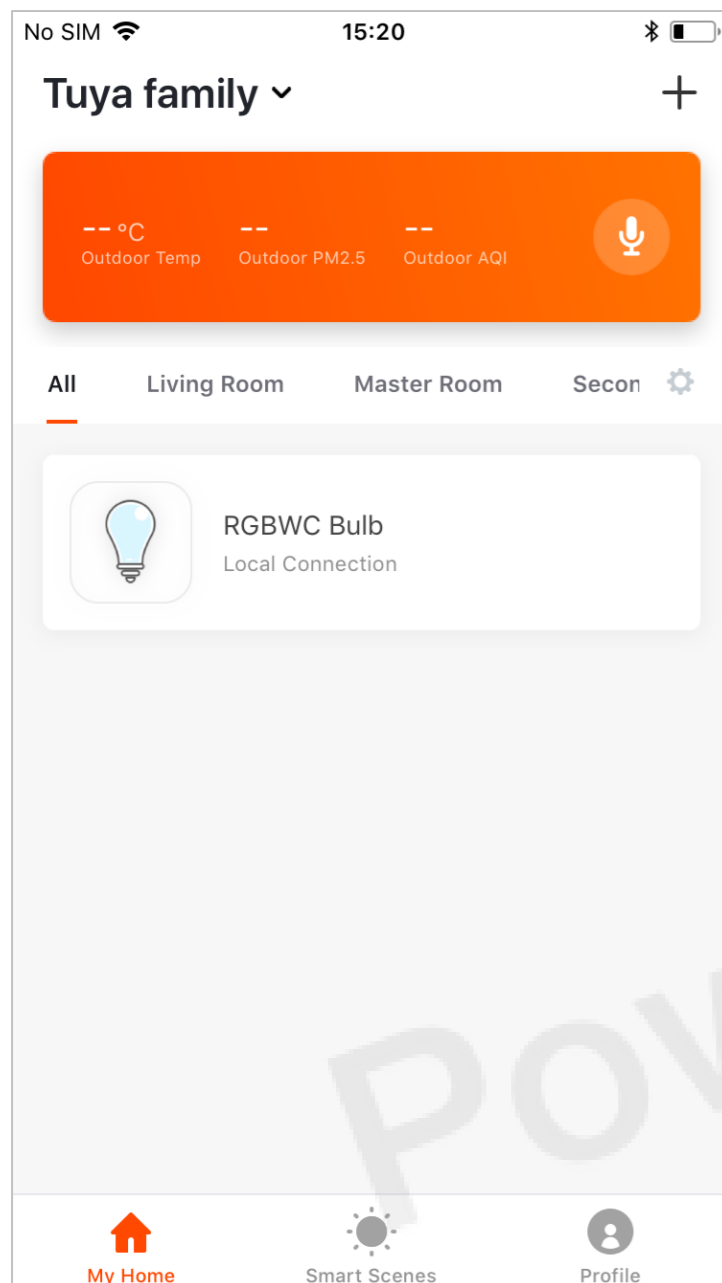 No SIM 15:20
Tuya family
-- °C -- --
Outdoor Temp Outdoor PM2.5 Outdoor AQI
All Living Room Master Room Secon
RGBWC Bulb
Local Connection
Pow
My Home Smart Scenes Profile